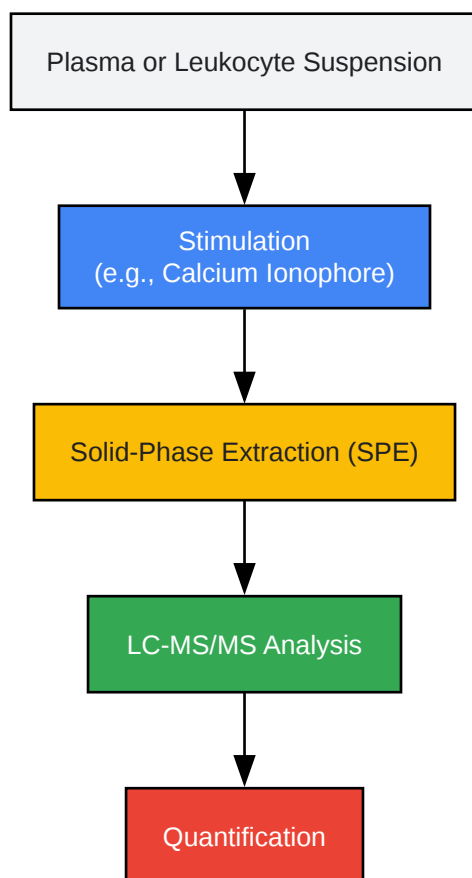 Plasma or Leukocyte Suspension
Stimulation
(e.g., Calcium Ionophore)
Solid-Phase Extraction (SPE)
LC-MS/MS Analysis
Quantification